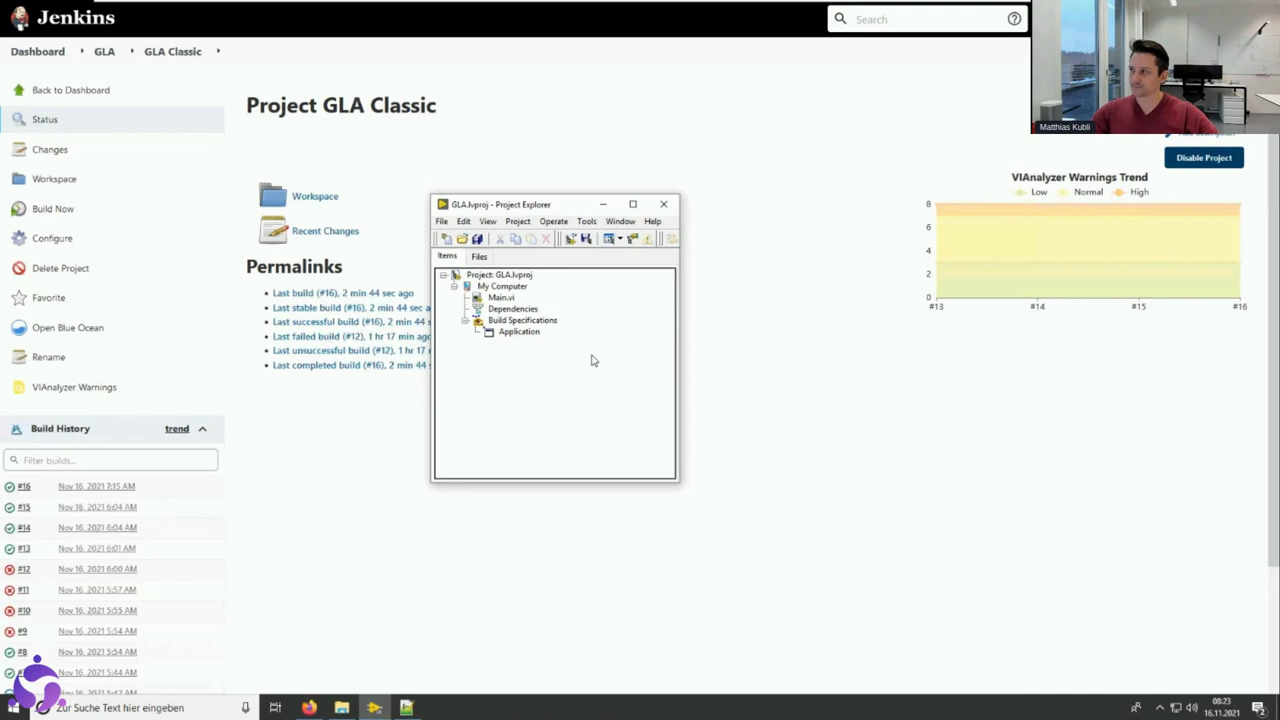 Jenkins
Search
Dashboard
GLA
GLA Classic
Matthias Kubli
Back to Dashboard
Status
Changes
Workspace
Build Now
Configure
Delete Project
Favorite
Open Blue Ocean
Rename
VIAnalyzer Warnings
Build History
trend
Filter builds...
#16 Nov 16, 2021 7:15 AM
#15 Nov 16, 2021 6:04 AM
#14 Nov 16, 2021 6:04 AM
#13 Nov 16, 2021 6:01 AM
#12 Nov 16, 2021 6:00 AM
#11 Nov 16, 2021 5:57 AM
#10 Nov 16, 2021 5:55 AM
#9 Nov 16, 2021 5:54 AM
#8 Nov 16, 2021 5:54 AM
Nov 16, 2021 5:44 AM
Project GLA Classic
Workspace
Recent Changes
Permalinks
Last build (#16), 2 min 44 sec ago
Last stable build (#16), 2 min 44 sec a
Last successful build (#16), 2 min 44
Last failed build (#12), 1 hr 17 min ago
Last unsuccessful build (#12), 1 hr 17
Last completed build (#16), 2 min 44
GLA.lvproj - Project Explorer
File Edit View Project Operate Tools Window Help
Items Files
Project: GLA.lvproj
My Computer
Main.vi
Dependencies
Build Specifications
Application
Disable Project
VIAnalyzer Warnings Trend
Low Normal High
8
6
4
2
0
#13 #14 #15 #16
Zur Suche Text hier eingeben
08:23
16.11.2021
2